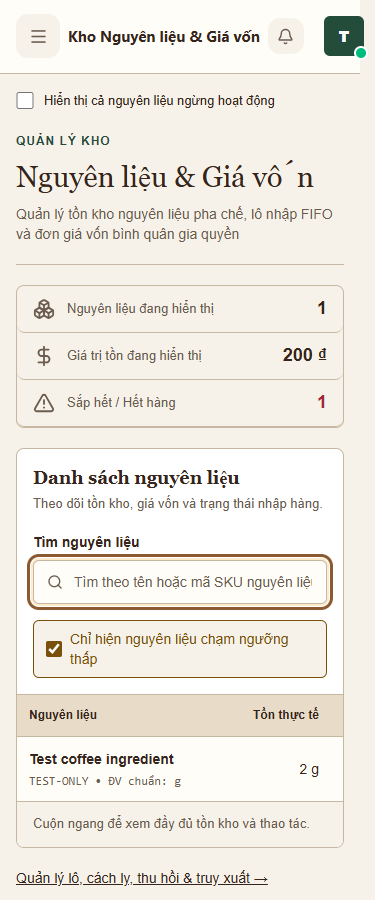 Kho Nguyên liệu & Giá vốn
T
Hiển thị cả nguyên liệu ngừng hoạt động
QUẢN LÝ KHO
Nguyên liệu & Giá vốn
Quản lý tồn kho nguyên liệu pha chế, lô nhập FIFO
và đơn giá vốn bình quân gia quyền
Nguyên liệu đang hiển thị 1
Giá trị tồn đang hiển thị 200 đ
Sắp hết / Hết hàng 1
Danh sách nguyên liệu
Theo dõi tồn kho, giá vốn và trạng thái nhập hàng.
Tìm nguyên liệu
Tìm theo tên hoặc mã SKU nguyên liệ
Chỉ hiện nguyên liệu chạm ngưỡng
thấp
Nguyên liệu Tồn thực tế
Test coffee ingredient
2 g
TEST-ONLY • ĐV chuẩn: g
Cuộn ngang để xem đầy đủ tồn kho và thao tác.
Quản lý lô, cách ly, thu hồi & truy xuất →